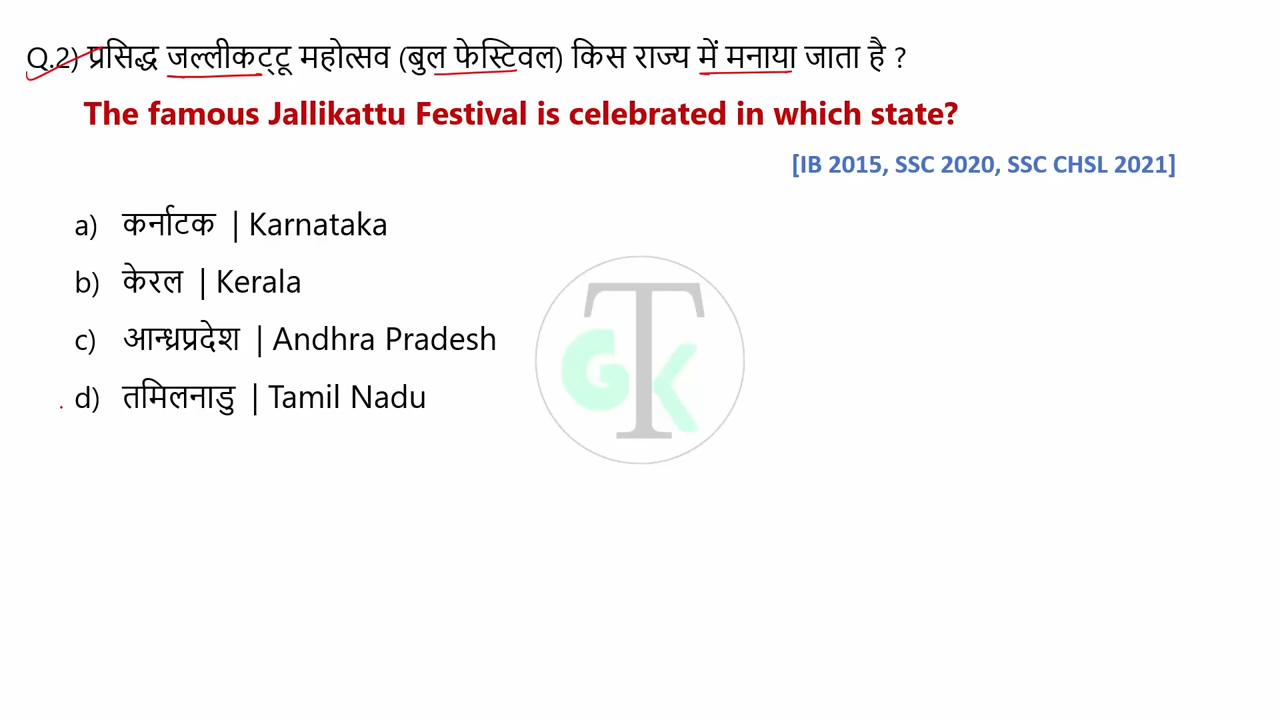 Q.2) प्रसिद्ध जल्लीकट्टू महोत्सव (बुल फेस्टिवल) किस राज्य में मनाया जाता है ?
The famous Jallikattu Festival is celebrated in which state?
[IB 2015, SSC 2020, SSC CHSL 2021]
a) कर्नाटक | Karnataka
b) केरल | Kerala
c) आन्ध्रप्रदेश | Andhra Pradesh
d) तमिलनाडु | Tamil Nadu
G T K